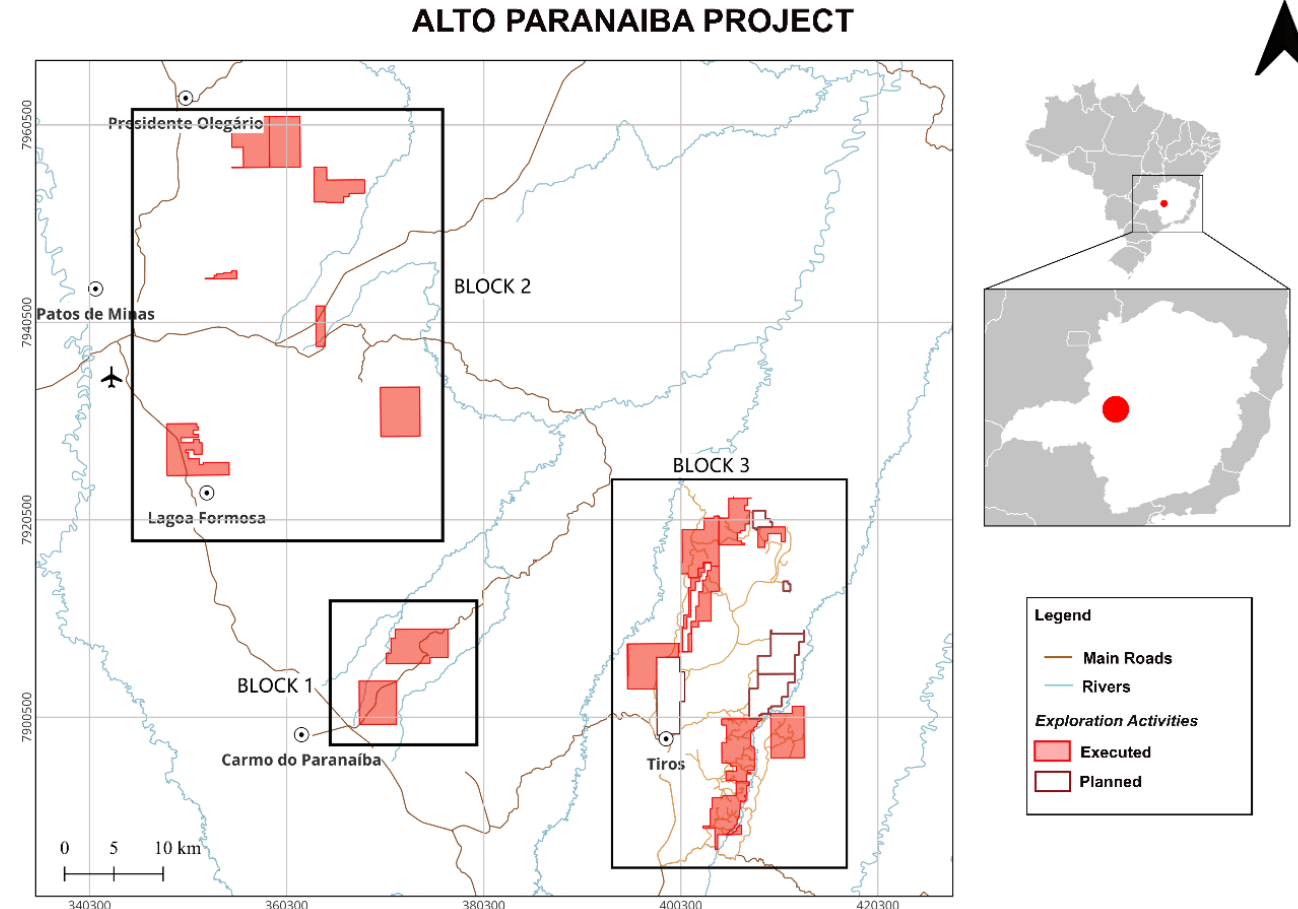 ALTO PARANAIBA PROJECT
7960500
7940500
7920500
7900500
Presidente Olegário
BLOCK 2
Patos de Minas
BLOCK 3
Lagoa Formosa
BLOCK 1
Carmo do Paranaíba
Tiros
0 5 10 km
340300 360300 380300 400300 420300
Legend
Main Roads
Rivers
Exploration Activities
Executed
Planned